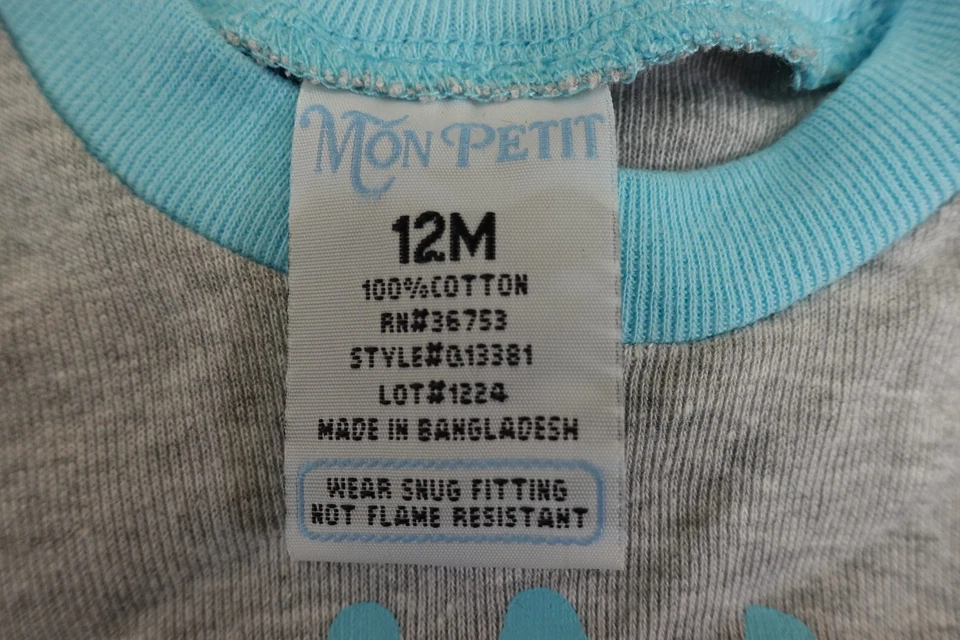 MON PETIT
12M
100%COTTON
RN#36753
STYLE#Q13381
LOT#1224
MADE IN BANGLADESH
WEAR SNUG FITTING
NOT FLAME RESISTANT